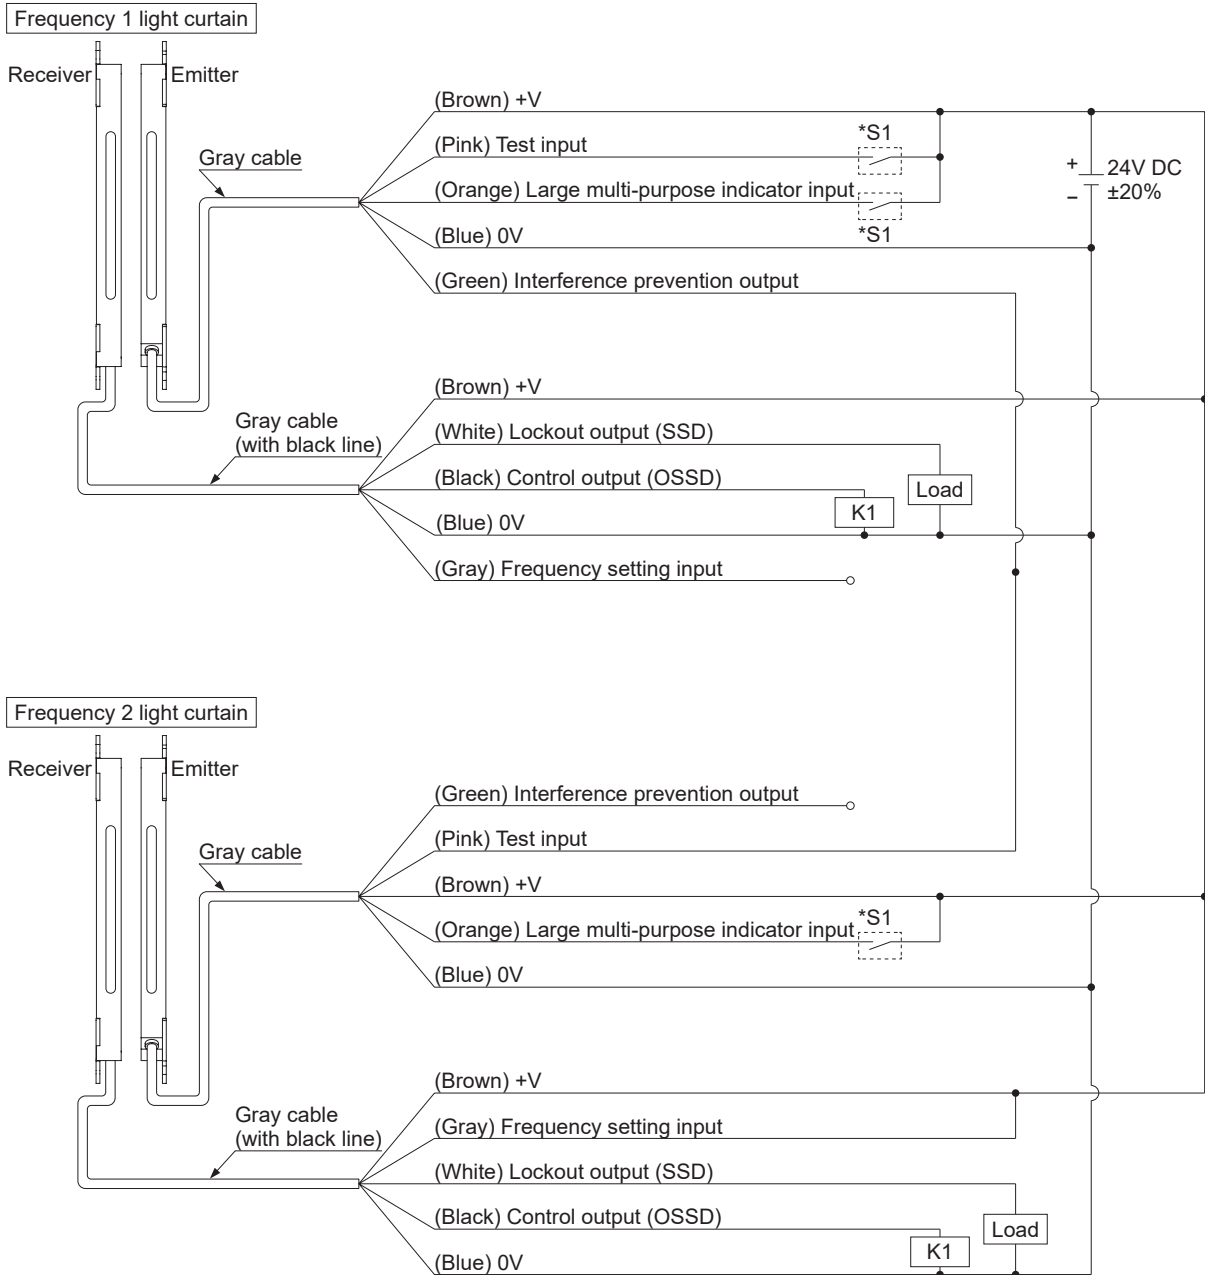 Frequency 1 light curtain
Receiver
Emitter
Gray cable
(Brown) +V
(Pink) Test input
*S1
(Orange) Large multi-purpose indicator input
*S1
(Blue) 0V
(Green) Interference prevention output
+
−
24V DC
±20%
Gray cable
(with black line)
(Brown) +V
(White) Lockout output (SSD)
(Black) Control output (OSSD)
Load
K1
(Blue) 0V
(Gray) Frequency setting input
Frequency 2 light curtain
Receiver
Emitter
Gray cable
(Green) Interference prevention output
(Pink) Test input
(Brown) +V
(Orange) Large multi-purpose indicator input
*S1
(Blue) 0V
Gray cable
(with black line)
(Brown) +V
(Gray) Frequency setting input
(White) Lockout output (SSD)
(Black) Control output (OSSD)
Load
K1
(Blue) 0V